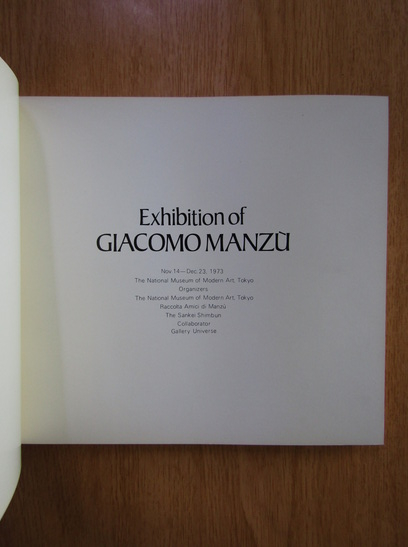 Exhibition of
GIACOMO MANZÙ
Nov. 14—Dec. 23, 1973
The National Museum of Modern Art, Tokyo
Organizers
The National Museum of Modern Art, Tokyo
Raccolta Amici di Manzù
The Sankei Shimbun
Collaborator
Gallery Universe